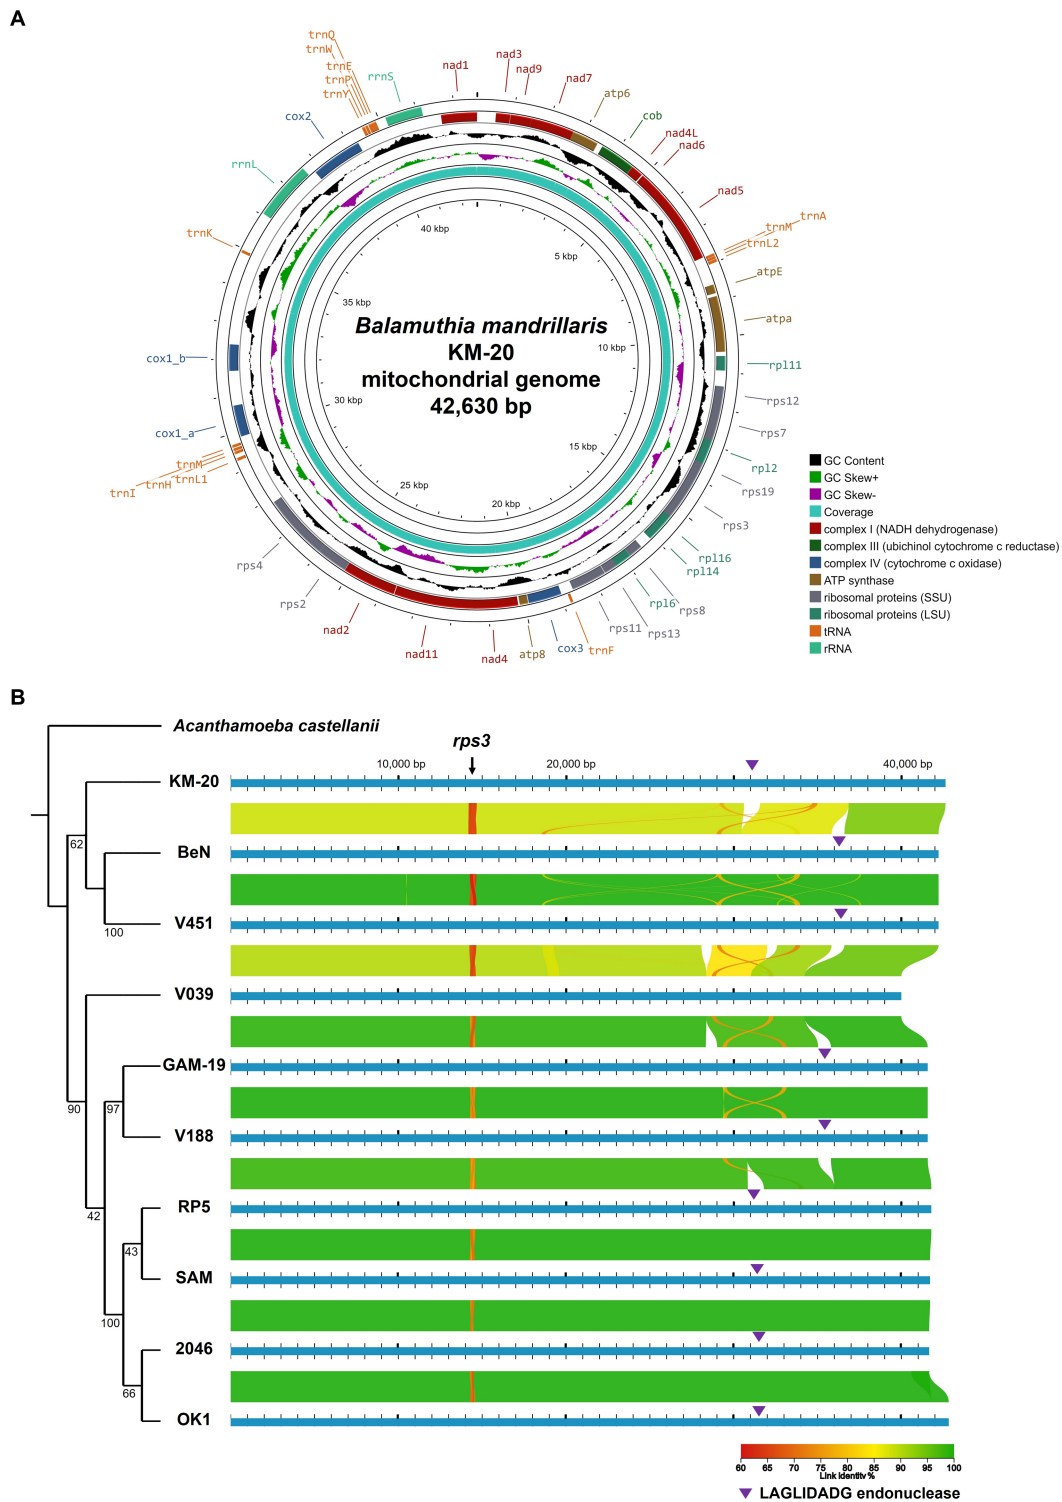 A
trnQ
trnW
trnE
trnP
trnY
rrnS
nad1
nad3
nad9
nad7
atp6
cob
nad4L
nad6
nad5
trnA
trnM
trnL2
atpE
atpa
rpl11
rps12
rps7
rpl2
rps19
rps3
rpl16
rpl14
rps8
rpl6
rps13
rps11
trnF
cox3
atp8
nad4
nad11
nad2
rps2
rps4
trnI
trnH
trnL1
trnM
cox1_a
cox1_b
trnK
rrnL
cox2
40 kbp
5 kbp
35 kbp
10 kbp
30 kbp
15 kbp
25 kbp
20 kbp
Balamuthia mandrillaris
KM-20
mitochondrial genome
42,630 bp
GC Content
GC Skew+
GC Skew-
Coverage
complex I (NADH dehydrogenase)
complex III (ubichinol cytochrome c reductase)
complex IV (cytochrome c oxidase)
ATP synthase
ribosomal proteins (SSU)
ribosomal proteins (LSU)
tRNA
rRNA
B
Acanthamoeba castellanii
rps3
10,000 bp 20,000 bp 40,000 bp
KM-20
62
BeN
V451
100
V039
GAM-19
90 97
V188
RP5
42
43
SAM
100
2046
66
OK1
60 65 70 75 80 85 90 95 100
Link identity %
LAGLIDADG endonuclease